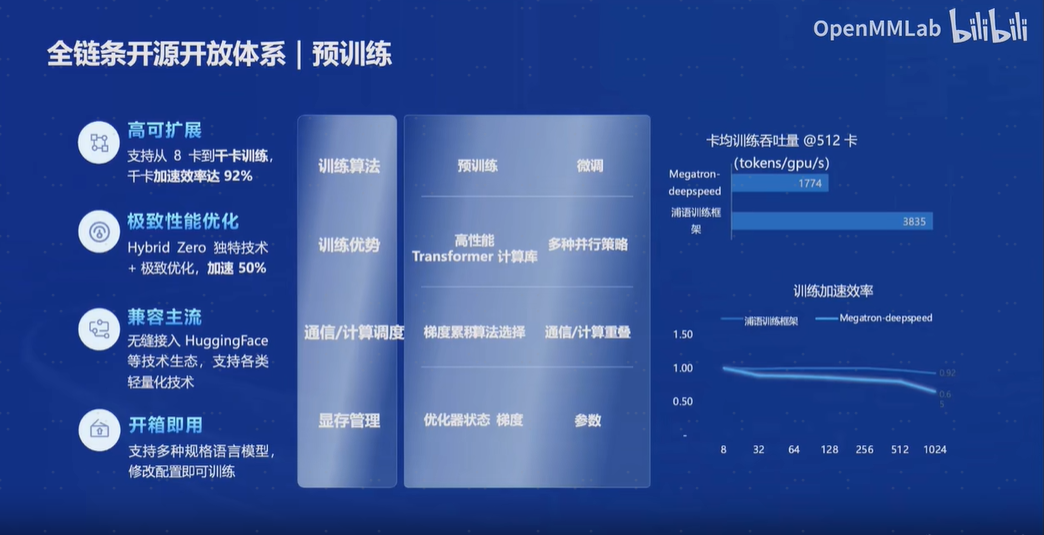 OpenMMLab bilibili
全链条开源开放体系｜预训练
高可扩展
支持从 8 卡到千卡训练，
千卡加速效率达 92%
极致性能优化
Hybrid Zero 独特技术
+ 极致优化，加速 50%
兼容主流
无缝接入 HuggingFace
等技术生态，支持各类
轻量化技术
开箱即用
支持多种规格语言模型，
修改配置即可训练
训练算法
预训练
微调
训练优势
高性能
Transformer 计算库
多种并行策略
通信/计算调度
梯度累积算法选择
通信/计算重叠
显存管理
优化器状态 梯度
参数
卡均训练吞吐量 @512 卡
(tokens/gpu/s)
Megatron-
deepspeed
1774
浦语训练框
架
3835
训练加速效率
浦语训练框架
Megatron-deepspeed
1.50
1.00
0.50
-
0.92
0.6
5
8 32 64 128 256 512 1024